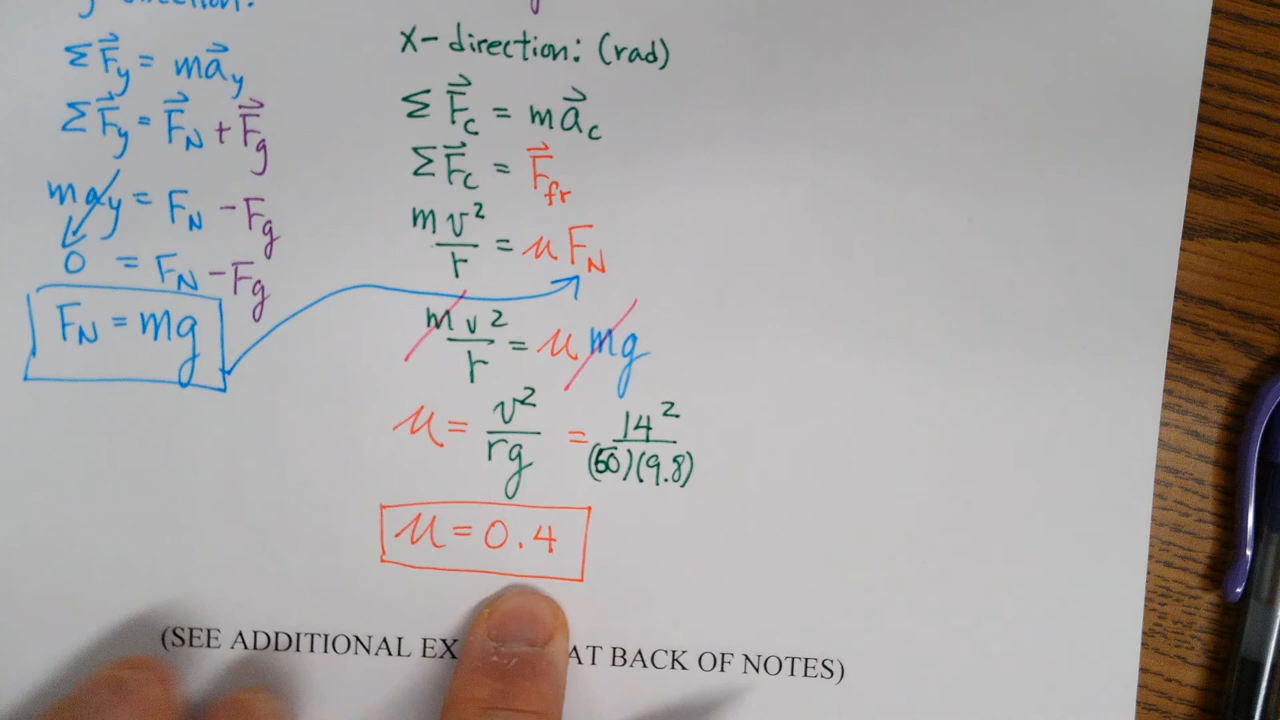 direction:
ΣF⃗y = ma⃗y
ΣF⃗y = F⃗N + F⃗g
may = FN - Fg
0 = FN - Fg
FN = mg
x-direction: (rad)
ΣF⃗c = ma⃗c
ΣF⃗c = F⃗fr
mv²/r = μFN
mv²/r = μmg
μ = v²/rg = 14²/(50)(9.8)
μ = 0.4
(SEE ADDITIONAL EX AT BACK OF NOTES)